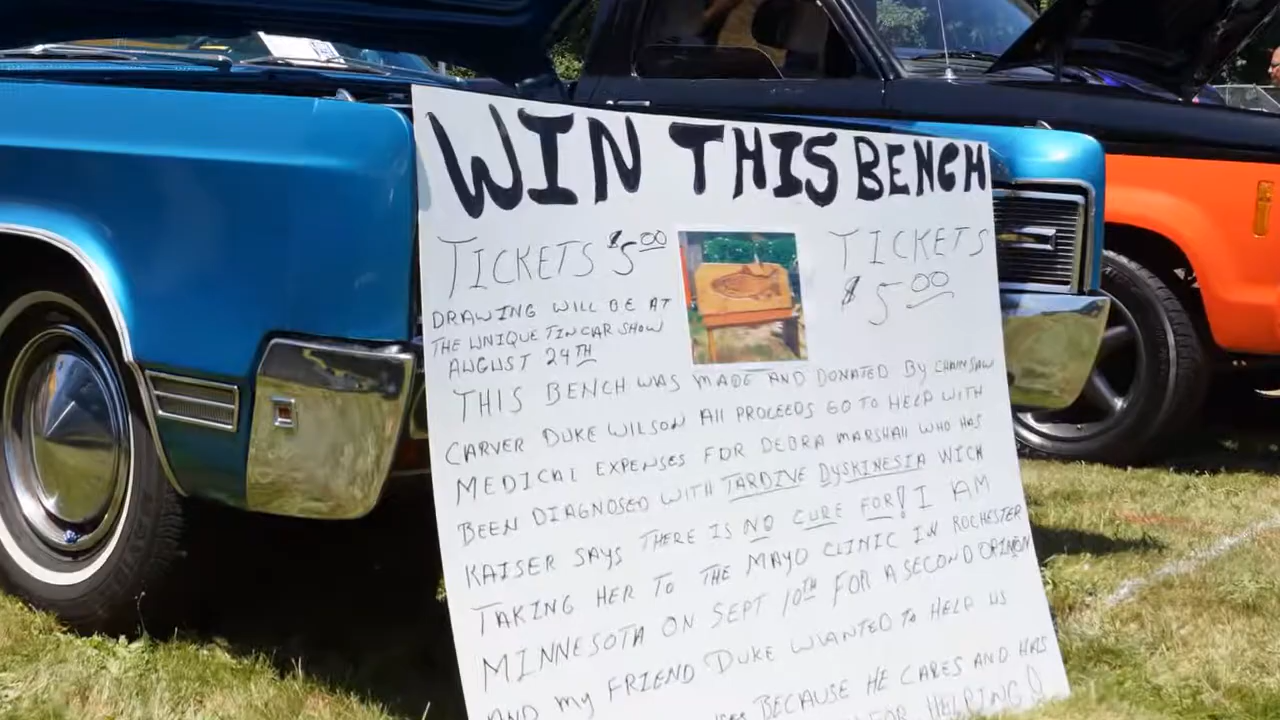 WIN THIS BENCH
TICKETS $5.00
TICKETS
$5.00
DRAWING WILL BE AT
THE UNIQUE TIN CAR SHOW
AUGUST 24TH
THIS BENCH WAS MADE AND DONATED BY CHAINSAW
CARVER DUKE WILSON All PROCEEDS GO TO HELP WITH
MEDICAL EXPENSES FOR DEBRA MARSHAll WHO HAS
BEEN DIAGNOSED WITH TARDIVE DYSKINESIA WICH
KAISER SAYS THERE IS NO CURE FOR! I AM
TAKING HER TO THE MAYO CLINIC IN ROCHESTER
MINNESOTA ON SEPT 10TH FOR A SECOND OPINION
AND my FRIEND DUKE WANTED To HElP US
BECAUSE HE CARES AND HAS
FOR HELPING!